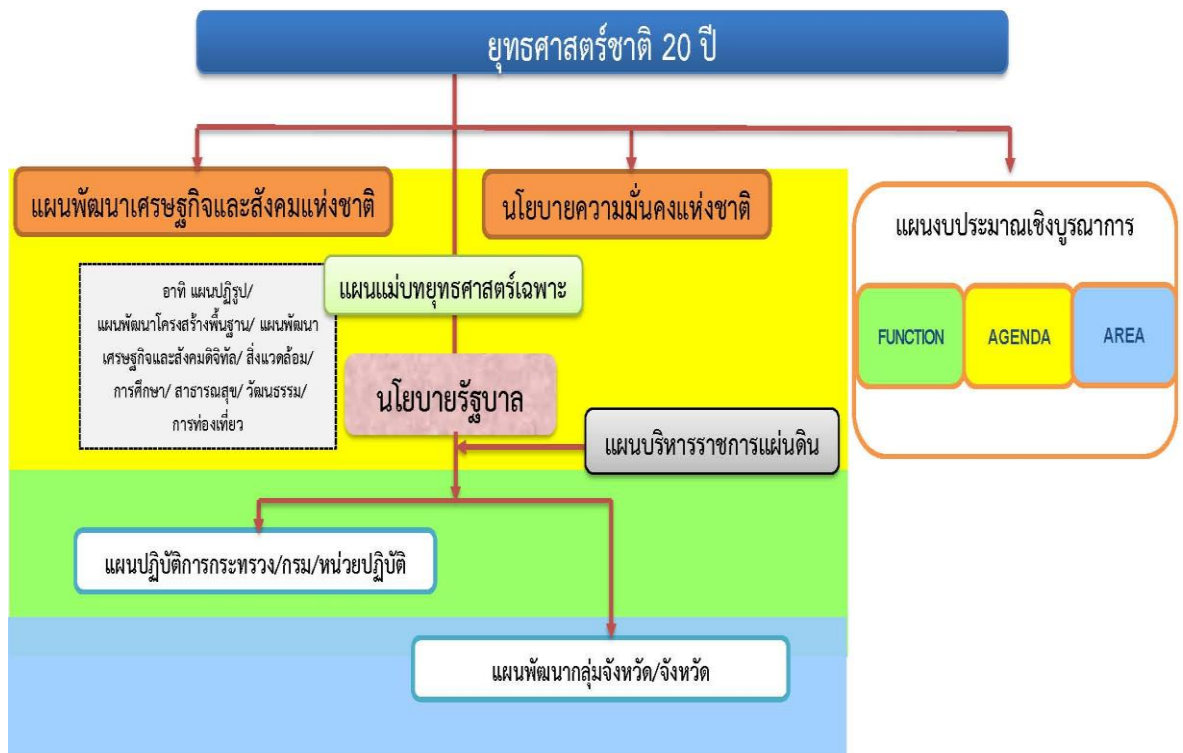 ยุทธศาสตร์ชาติ 20 ปี
แผนพัฒนาเศรษฐกิจและสังคมแห่งชาติ
นโยบายความมั่นคงแห่งชาติ
แผนงบประมาณเชิงบูรณาการ
FUNCTION
AGENDA
AREA
แผนแม่บทยุทธศาสตร์เฉพาะ
อาทิ แผนปฏิรูป/
แผนพัฒนาโครงสร้างพื้นฐาน/ แผนพัฒนา
เศรษฐกิจและสังคมดิจิทัล/ สิ่งแวดล้อม/
การศึกษา/ สาธารณสุข/ วัฒนธรรม/
การท่องเที่ยว
นโยบายรัฐบาล
แผนบริหารราชการแผ่นดิน
แผนปฏิบัติการกระทรวง/กรม/หน่วยปฏิบัติ
แผนพัฒนากลุ่มจังหวัด/จังหวัด